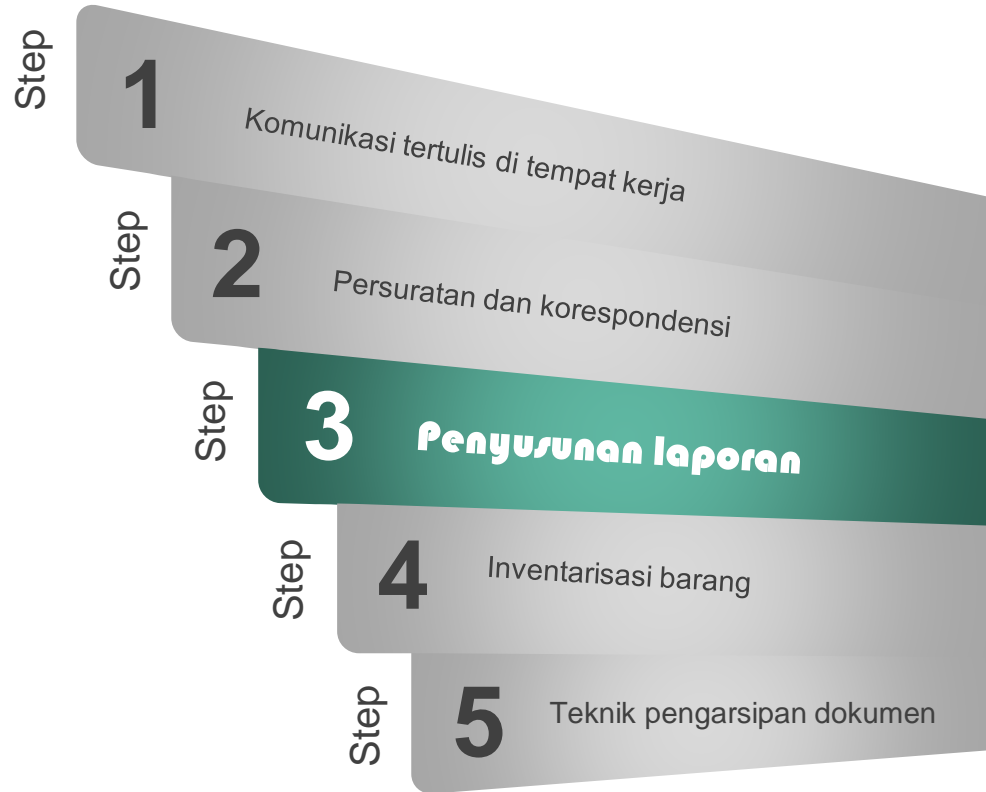 Step 1 Komunikasi tertulis di tempat kerja
Step 2 Persuratan dan korespondensi
Step 3 Penyusunan laporan
Step 4 Inventarisasi barang
Step 5 Teknik pengarsipan dokumen